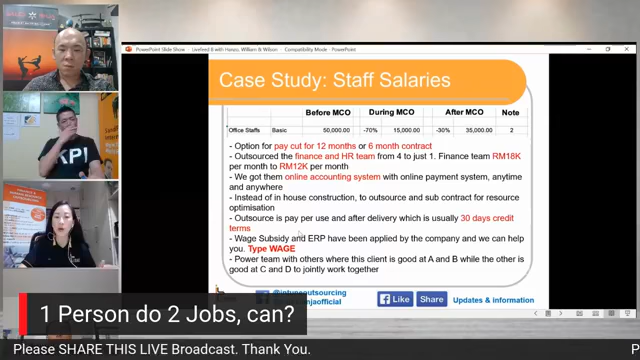 PowerPoint Slide Show - Livefeed 8 with Honzo, William & Wilson - Compatibility Mode - PowerPoint
SALES NINJAS
KPI
Case Study: Staff Salaries
Before MCO During MCO After MCO Note
Office Staffs Basic 50,000.00 -70% 15,000.00 -30% 35,000.00 2
- Option for pay cut for 12 months or 6 month contract
- Outsourced the finance and HR team from 4 to just 1. Finance team RM18K
per month to RM12K per month
- We got them online accounting system with online payment system, anytime
and anywhere
- Instead of in house construction, to outsource and sub contract for resource
optimisation
- Outsource is pay per use and after delivery which is usually 30 days credit
terms
- Wage Subsidy and ERP have been applied by the company and we can help
you. Type WAGE
- Power team with others where this client is good at A and B while the other is
good at C and D to jointly work together
@intuneoutsourcing
Like Share Updates & information
1 Person do 2 Jobs, can?
Please SHARE THIS LIVE Broadcast. Thank You.
P